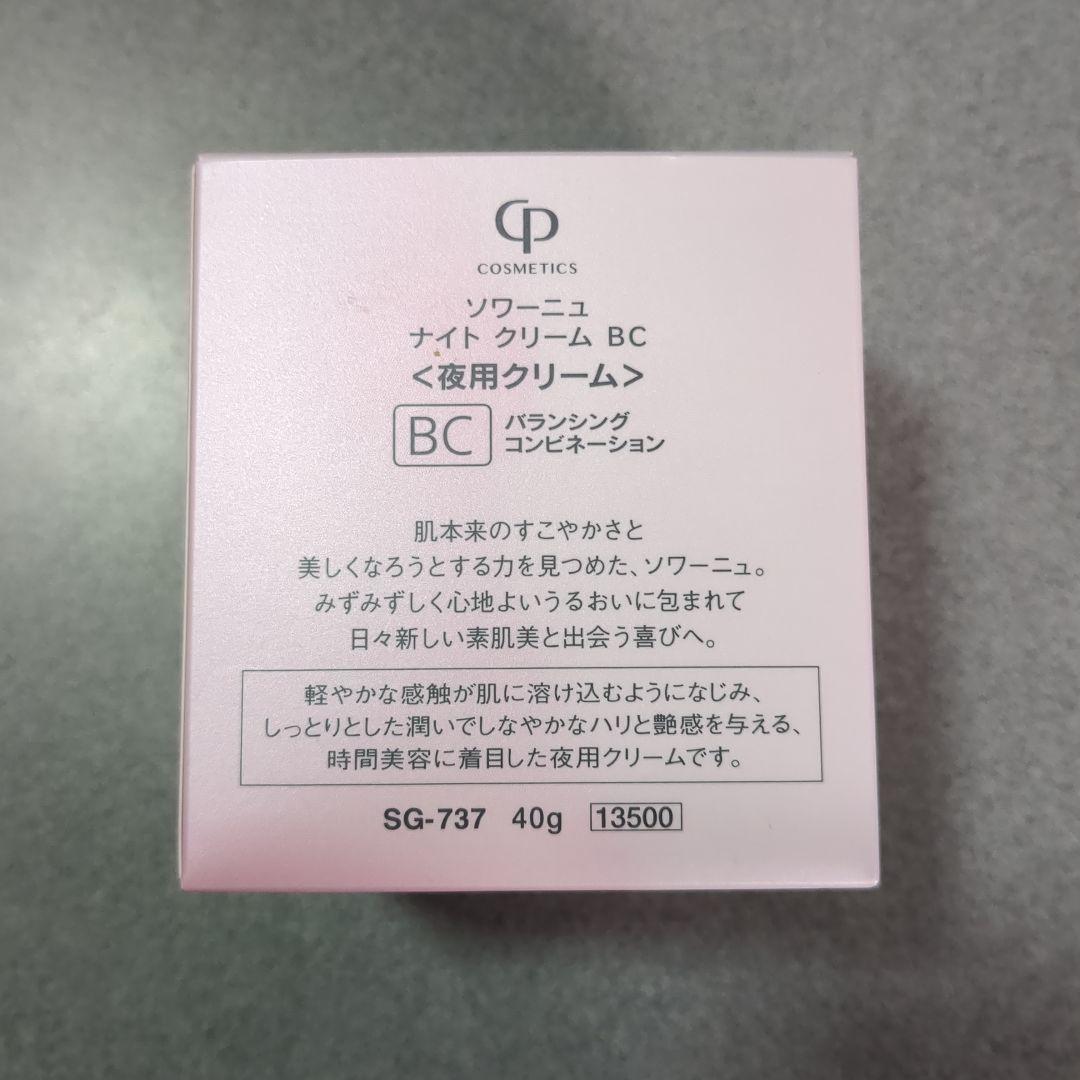 CP
COSMETICS
ソワーニュ
ナイト クリーム BC
<夜用クリーム>
BC バランシング
コンビネーション
肌本来のすこやかさと
美しくなろうとする力を見つめた、ソワーニュ。
みずみずしく心地よいうるおいに包まれて
日々新しい素肌美と出会う喜びへ。
軽やかな感触が肌に溶け込むようになじみ、
しっとりとした潤いでしなやかなハリと艶感を与える、
時間美容に着目した夜用クリームです。
SG-737 40g 13500